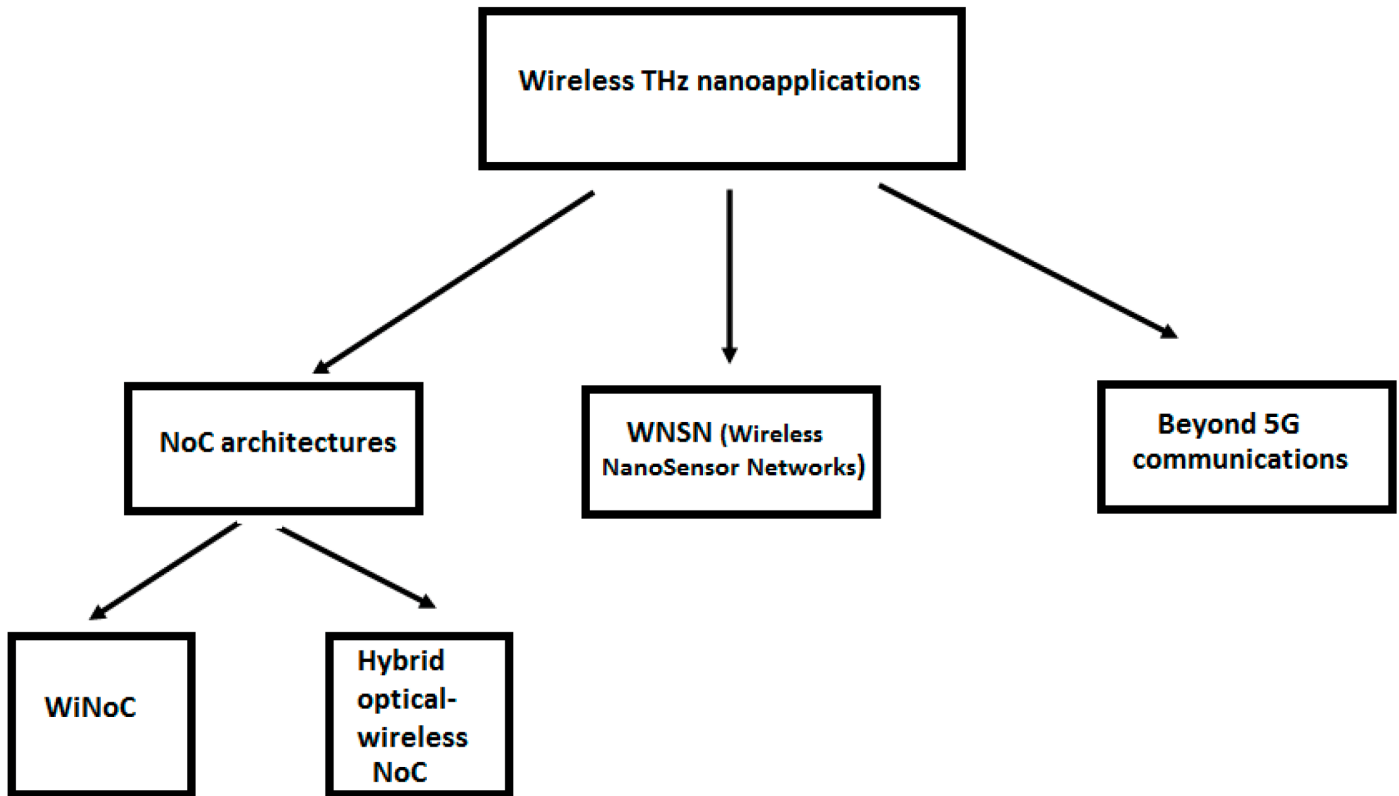 Wireless THz nanoapplications
NoC architectures
WNSN (Wireless
NanoSensor Networks)
Beyond 5G
communications
WiNoC
Hybrid
optical-
wireless
NoC